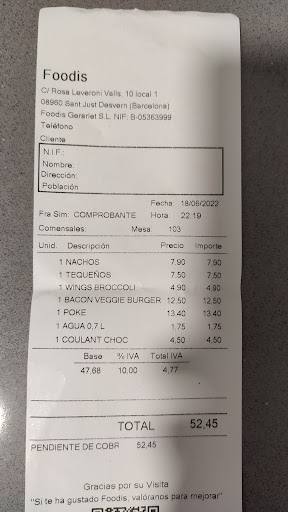 Foodis
C/ Rosa Leveroni Valls, 10 local 1
08960 Sant Just Desvern (Barcelona)
Foodis Gerarlet S.L. NIF: B-05363999
Teléfono
Cliente
N.I.F.:
Nombre:
Dirección:
Población
Fecha: 18/06/2022
Fra Sim: COMPROBANTE Hora: 22:19
Comensales: Mesa: 103
Unid. Descripción Precio Importe
1 NACHOS 7,90 7,90
1 TEQUEÑOS 7,50 7,50
1 WINGS BROCCOLI 4,90 4,90
1 BACON VEGGIE BURGER 12,50 12,50
1 POKE 13,40 13,40
1 AGUA 0,7 L 1,75 1,75
1 COULANT CHOC 4,50 4,50
Base % IVA Total IVA
47,68 10,00 4,77
TOTAL 52,45
PENDIENTE DE COBR 52,45
Gracias por su Visita
"Si te ha gustado Foodis, valóranos para mejorar"